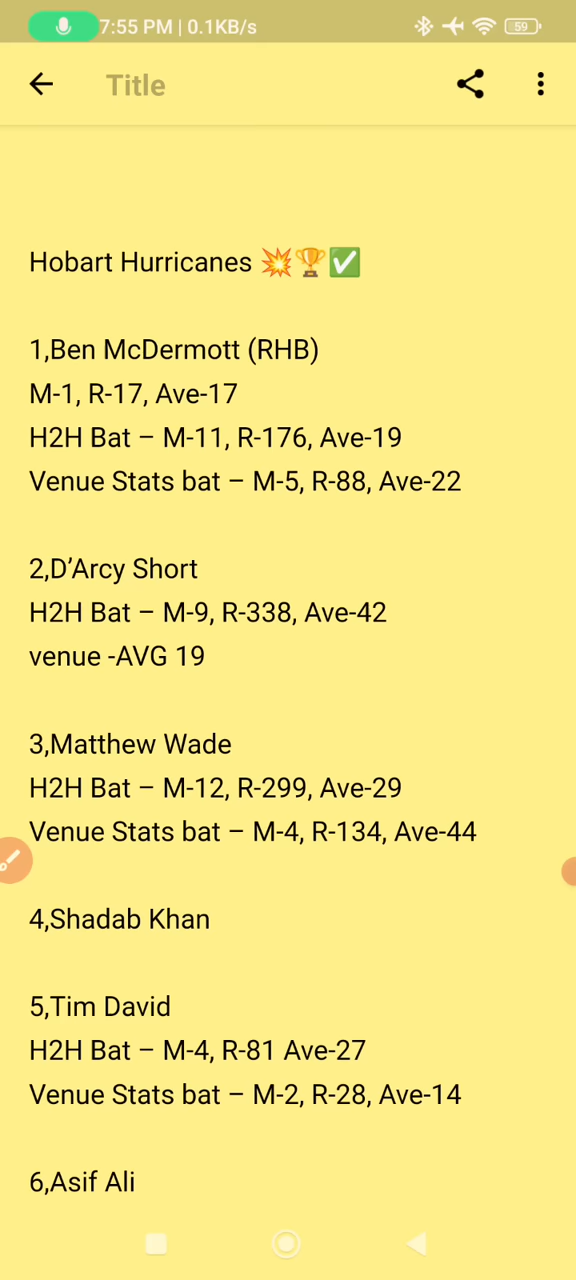 7:55 PM | 0.1KB/s
59
Title
Hobart Hurricanes 💥🏆✅
1,Ben McDermott (RHB)
M-1, R-17, Ave-17
H2H Bat – M-11, R-176, Ave-19
Venue Stats bat – M-5, R-88, Ave-22
2,D’Arcy Short
H2H Bat – M-9, R-338, Ave-42
venue -AVG 19
3,Matthew Wade
H2H Bat – M-12, R-299, Ave-29
Venue Stats bat – M-4, R-134, Ave-44
4,Shadab Khan
5,Tim David
H2H Bat – M-4, R-81 Ave-27
Venue Stats bat – M-2, R-28, Ave-14
6,Asif Ali